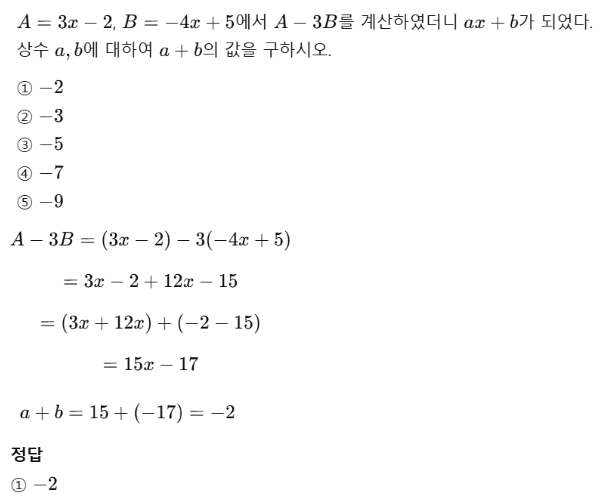 A = 3x − 2, B = −4x + 5에서 A − 3B를 계산하였더니 ax + b가 되었다.
상수 a, b에 대하여 a + b의 값을 구하시오.
① −2
② −3
③ −5
④ −7
⑤ −9
A − 3B = (3x − 2) − 3(−4x + 5)
= 3x − 2 + 12x − 15
= (3x + 12x) + (−2 − 15)
= 15x − 17
a + b = 15 + (−17) = −2
정답
① −2